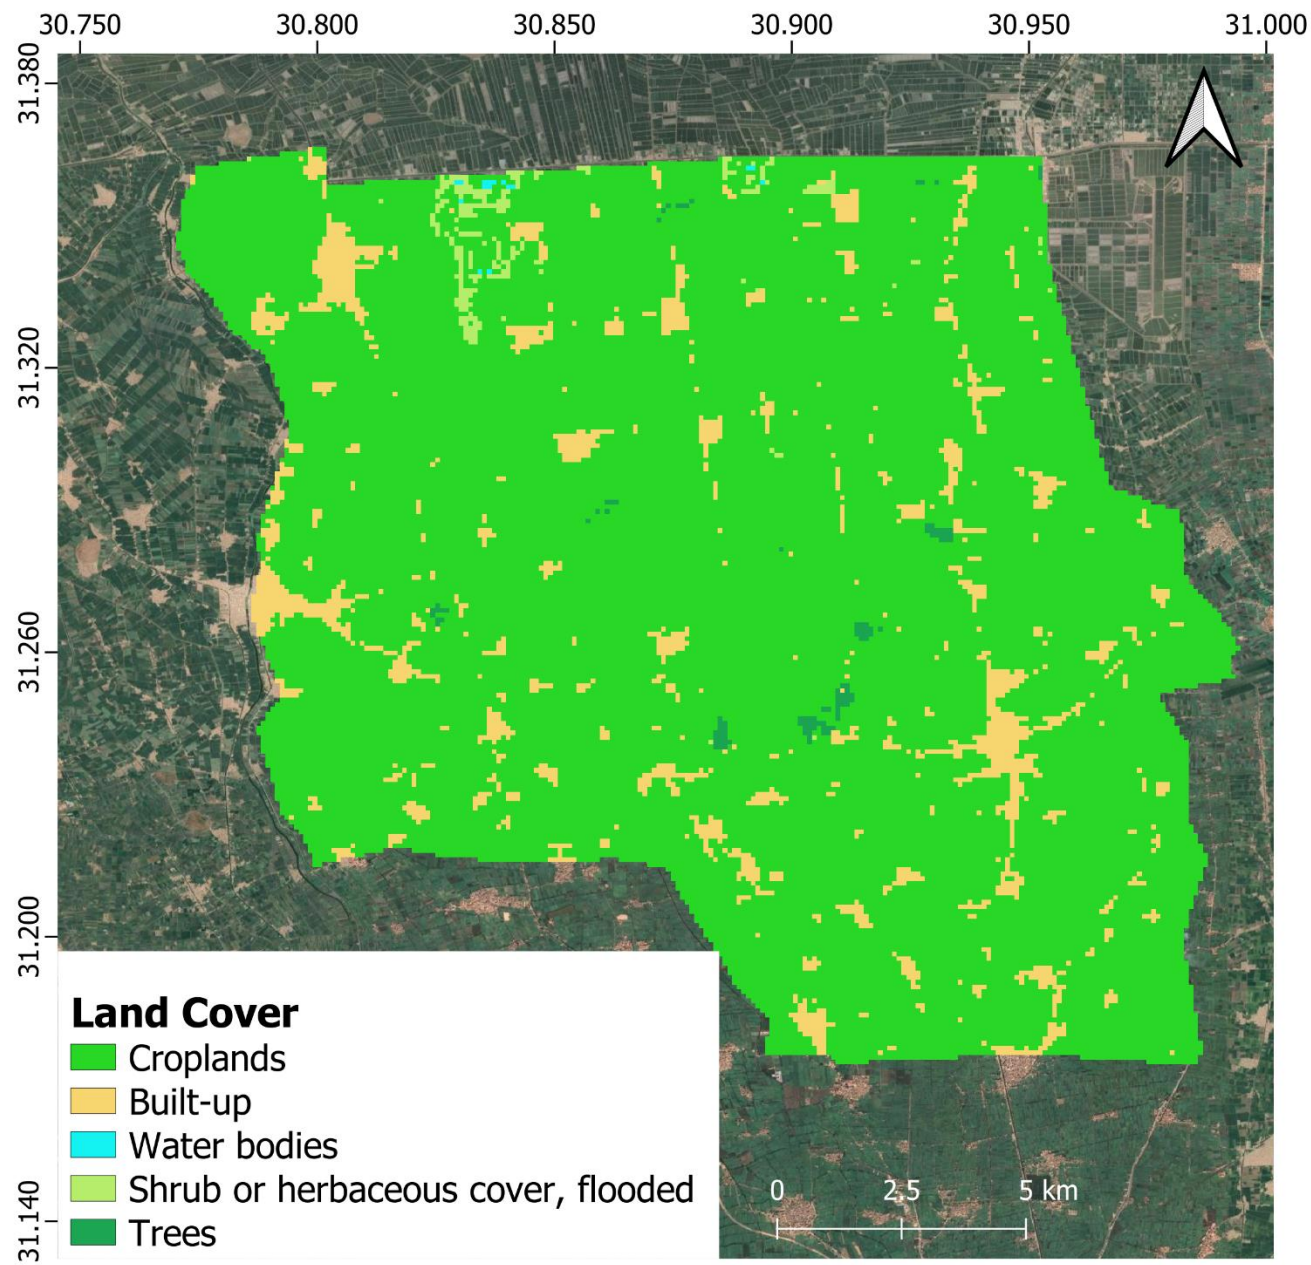 30.750 30.800 30.850 30.900 30.950 31.000
31.380
31.320
31.260
31.200
31.140
Land Cover
Croplands
Built-up
Water bodies
Shrub or herbaceous cover, flooded
Trees
0 2.5 5 km